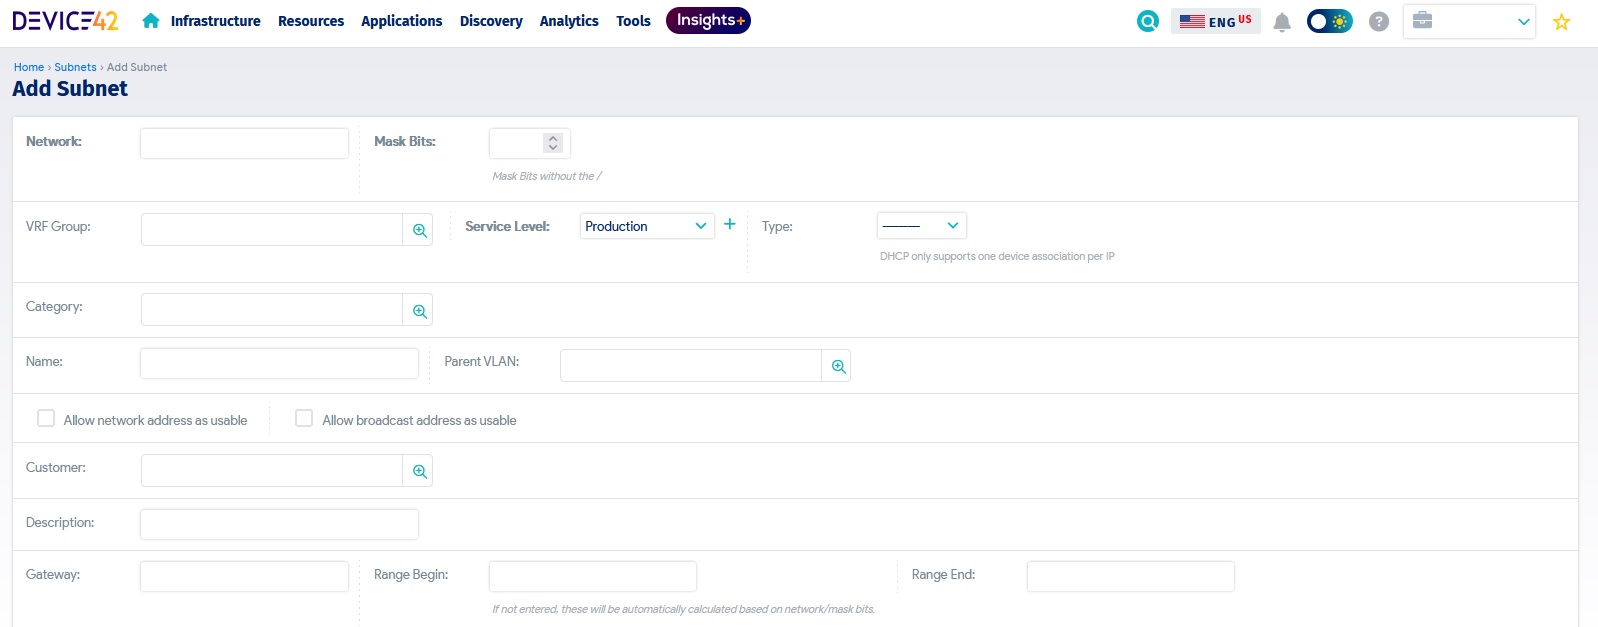 DEVICE42 Infrastructure Resources Applications Discovery Analytics Tools Insights+ ENG US ?
Home › Subnets › Add Subnet
Add Subnet
Network: Mask Bits:
Mask Bits without the /
VRF Group: Service Level: Production + Type: --------
DHCP only supports one device association per IP
Category:
Name: Parent VLAN:
Allow network address as usable Allow broadcast address as usable
Customer:
Description:
Gateway: Range Begin: Range End:
If not entered, these will be automatically calculated based on network/mask bits.